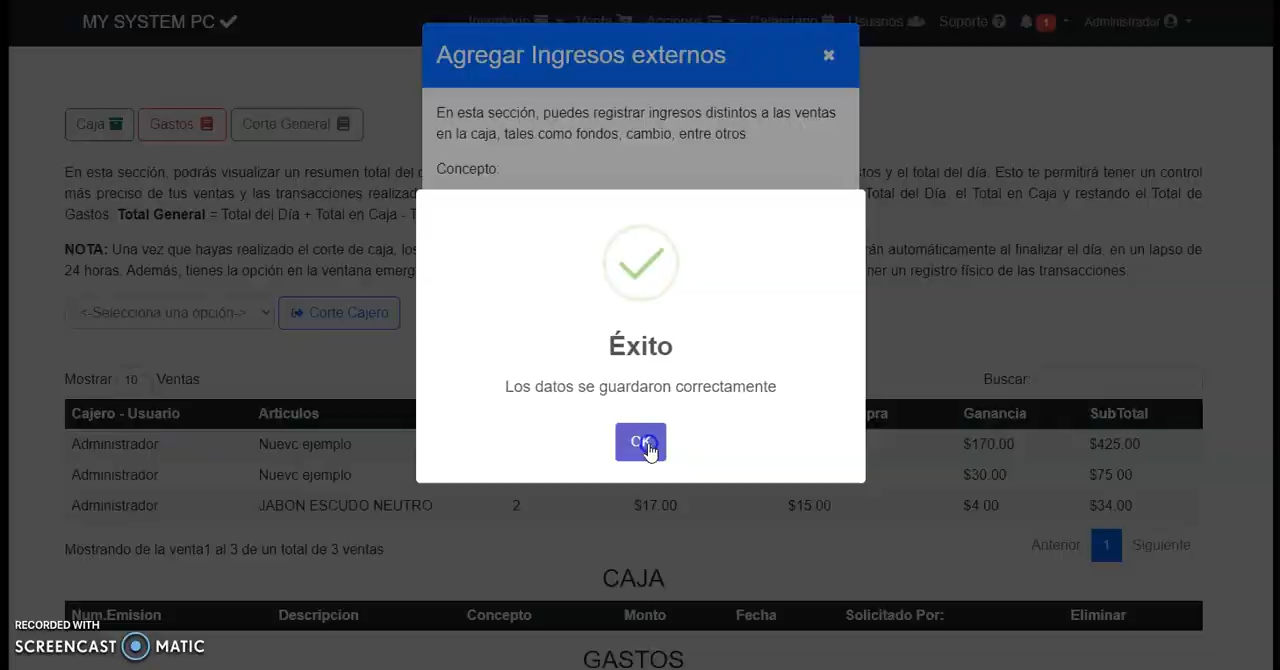 MY SYSTEM PC
Inventario Venta Acciones Calendario Usuarios Soporte 1 Administrador
Agregar Ingresos externos
En esta sección, puedes registrar ingresos distintos a las ventas
en la caja, tales como fondos, cambio, entre otros
Concepto:
Caja Gastos Corte General
En esta sección, podrás visualizar un resumen total del tos y el total del día. Esto te permitirá tener un control
más preciso de tus ventas y las transacciones realizad Total del Día, el Total en Caja y restando el Total de
Gastos. Total General = Total del Día + Total en Caja -
NOTA: Una vez que hayas realizado el corte de caja, los rán automáticamente al finalizar el día, en un lapso de
24 horas. Además, tienes la opción en la ventana emerg ner un registro físico de las transacciones.
<-Selecciona una opción-> Corte Cajero
Éxito
Los datos se guardaron correctamente
OK
Mostrar 10 Ventas Buscar:
Cajero - Usuario Articulos pra Ganancia SubTotal
Administrador Nuevo ejemplo $170.00 $425.00
Administrador Nuevo ejemplo $30.00 $75.00
Administrador JABON ESCUDO NEUTRO 2 $17.00 $15.00 $4.00 $34.00
Mostrando de la venta1 al 3 de un total de 3 ventas Anterior 1 Siguiente
CAJA
Num.Emision Descripcion Concepto Monto Fecha Solicitado Por: Eliminar
GASTOS
RECORDED WITH
SCREENCAST MATIC